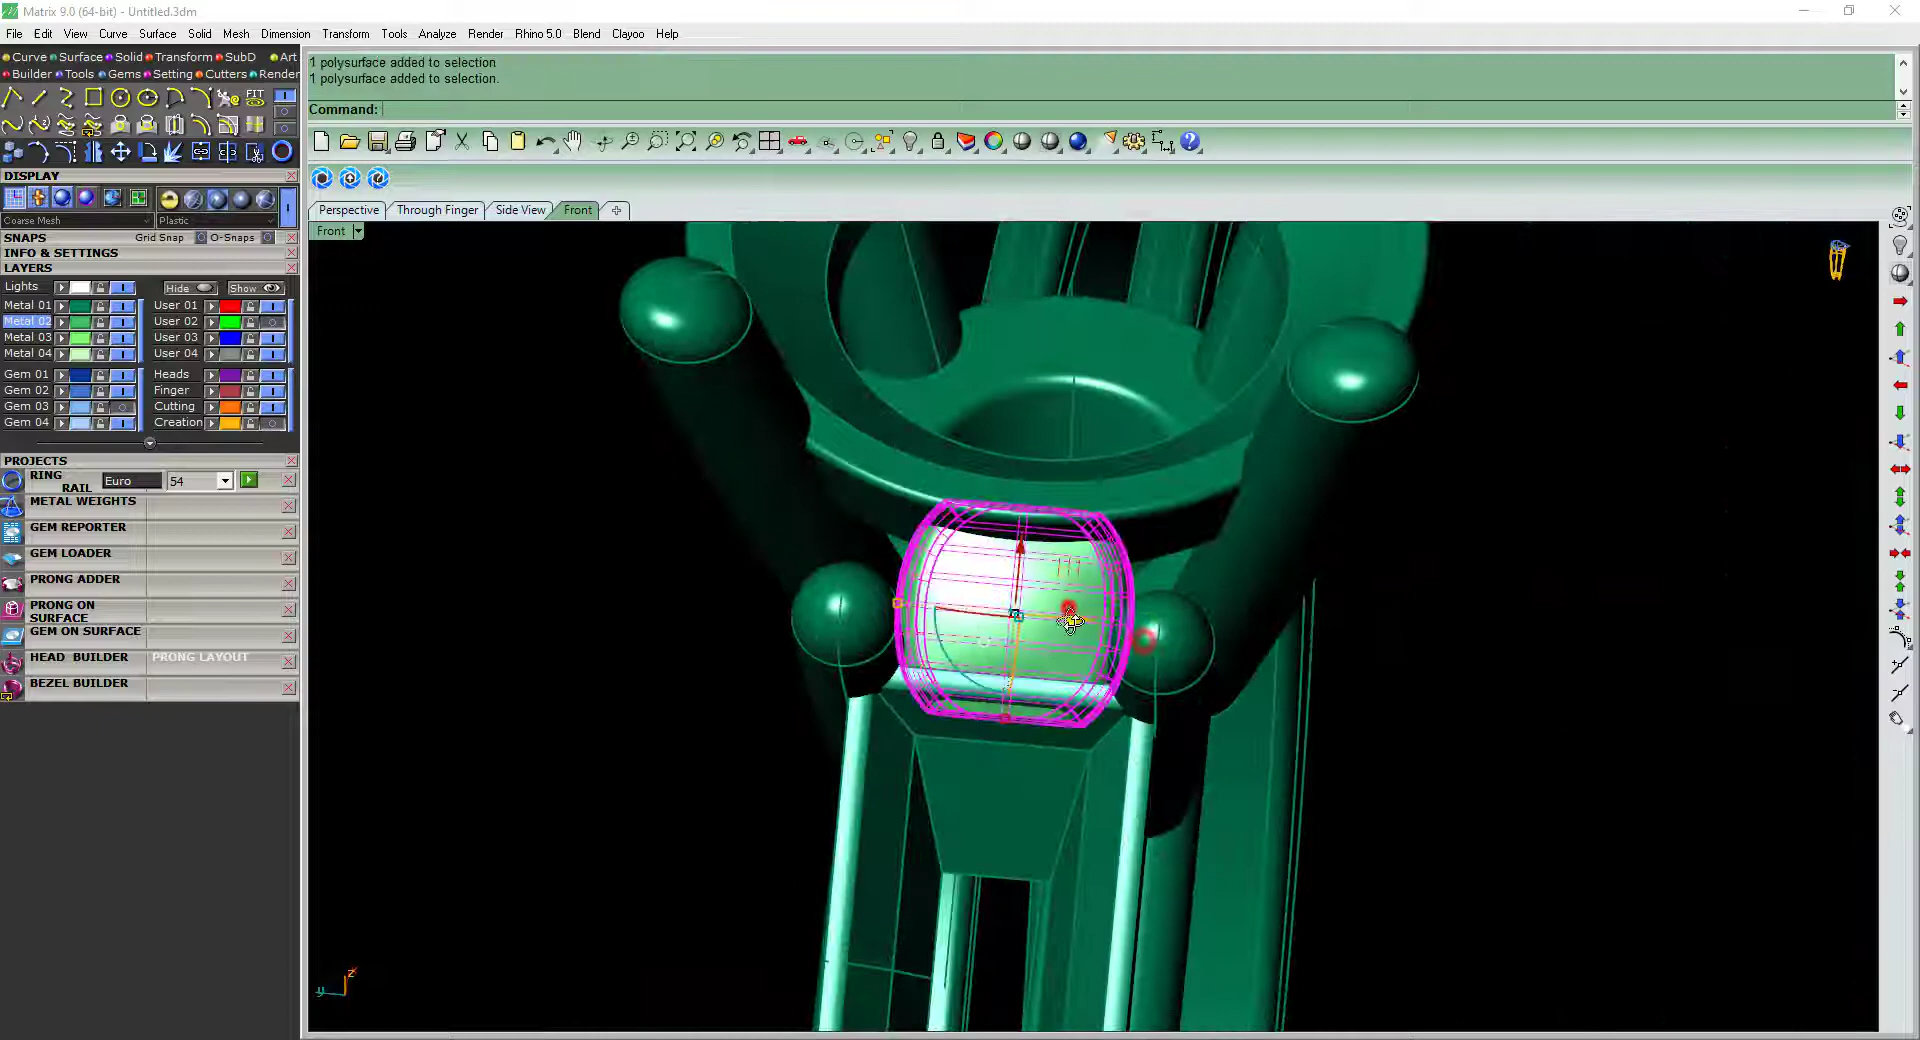 Matrix 9.0 (64-bit) - Untitled.3dm
File Edit View Curve Surface Solid Mesh Dimension Transform Tools Analyze Render Rhino 5.0 Blend Clayoo Help
Curve Surface Solid Transform SubD Art
Builder Tools Gems Setting Cutters Render
1 polysurface added to selection
1 polysurface added to selection.
Command:
FIT
DISPLAY
Coarse Mesh Plastic
SNAPS Grid Snap O-Snaps
INFO & SETTINGS
LAYERS
Lights Hide Show
Metal 01 User 01
Metal 02 User 02
Metal 03 User 03
Metal 04 User 04
Gem 01 Heads
Gem 02 Finger
Gem 03 Cutting
Gem 04 Creation
PROJECTS
RING RAIL Euro 54
METAL WEIGHTS
GEM REPORTER
GEM LOADER
PRONG ADDER
PRONG ON SURFACE
GEM ON SURFACE
HEAD BUILDER PRONG LAYOUT
BEZEL BUILDER
Perspective Through Finger Side View Front
Front
z
y